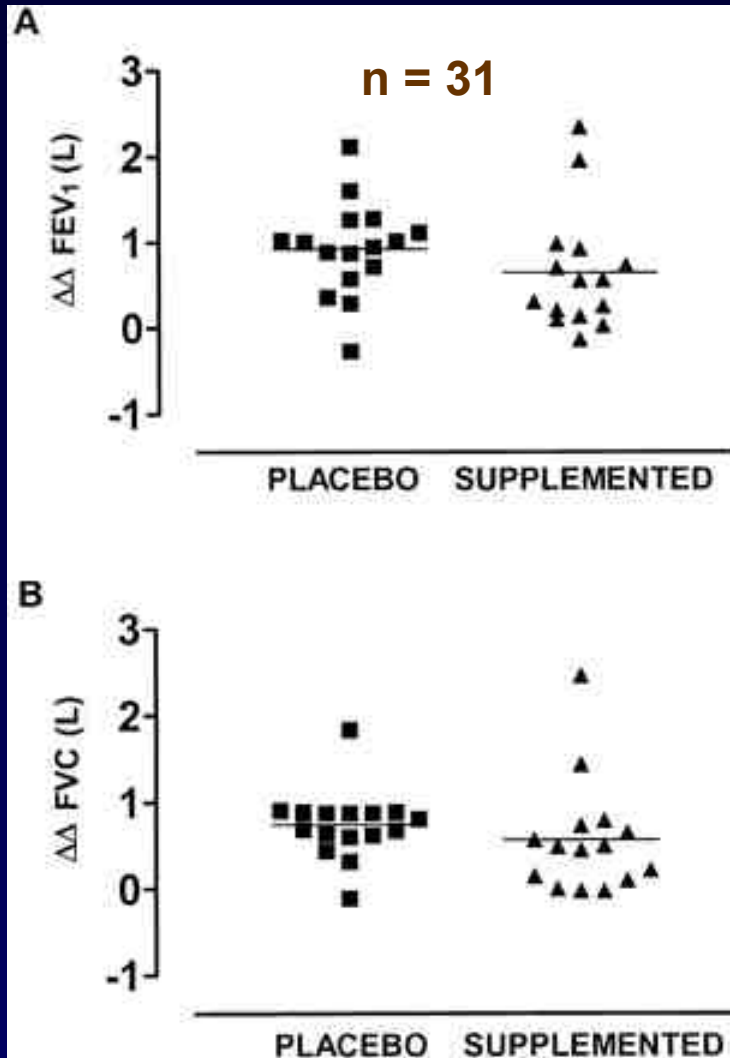 A
n = 31
ΔΔ FEV₁ (L)
3
2
1
0
-1
PLACEBO SUPPLEMENTED
B
ΔΔ FVC (L)
3
2
1
0
-1
PLACEBO SUPPLEMENTED